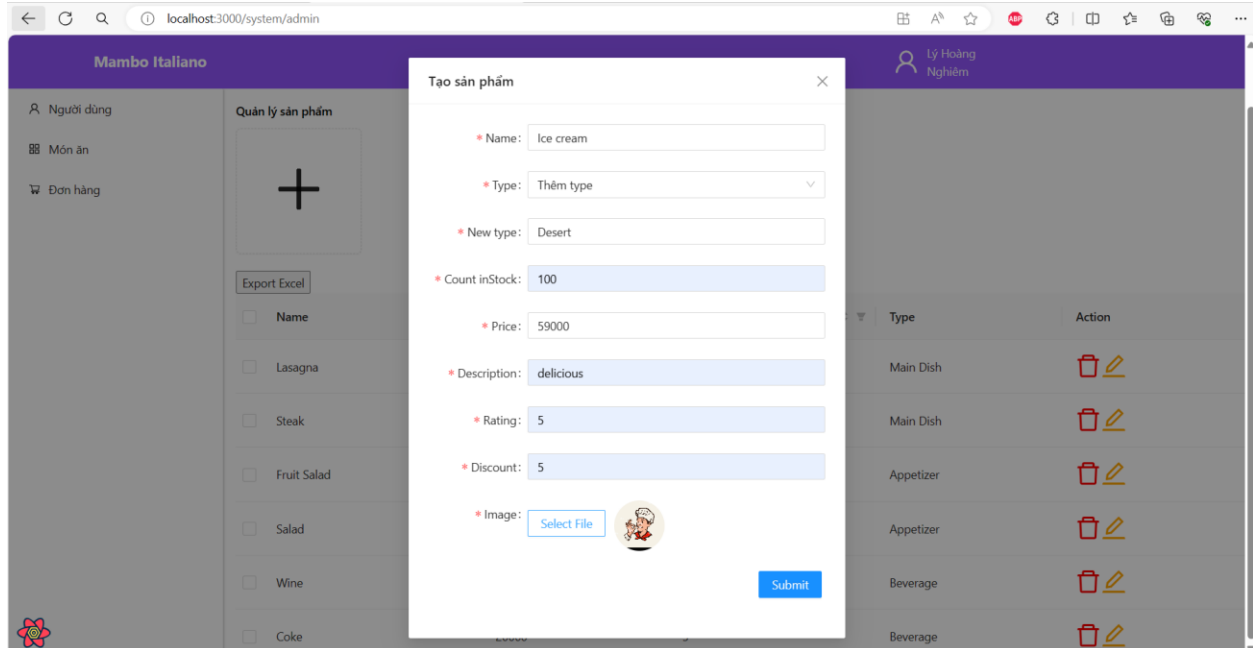 localhost:3000/system/admin
ABP
Mambo Italiano
Lý Hoàng
Nghiêm
Người dùng
Món ăn
Đơn hàng
Quản lý sản phẩm
Export Excel
Tạo sản phẩm
* Name: Ice cream
* Type: Thêm type
* New type: Desert
* Count inStock: 100
* Price: 59000
* Description: delicious
* Rating: 5
* Discount: 5
* Image: Select File
Submit
Name Type Action
Lasagna Main Dish
Steak Main Dish
Fruit Salad Appetizer
Salad Appetizer
Wine Beverage
Coke Beverage